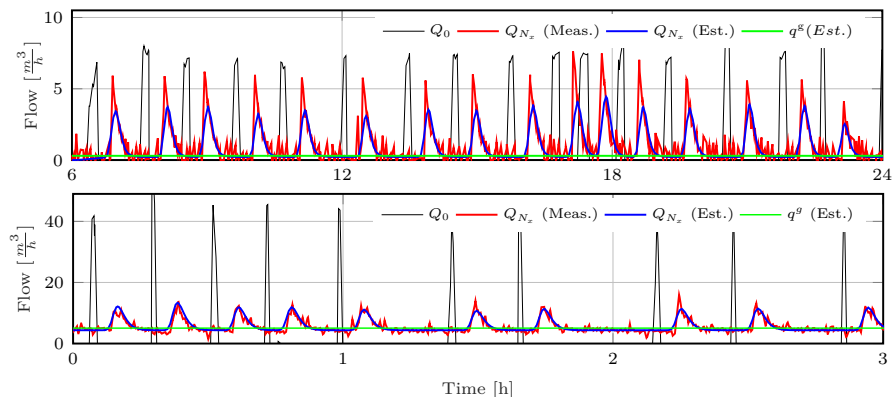 10
Q₀ Q_{N_x} (Meas.) Q_{N_x} (Est.) q^g(Est.)
5
0
Flow [m³/h]
6 12 18 24
40
Q₀ Q_{N_x} (Meas.) Q_{N_x} (Est.) q^g (Est.)
20
0
Flow [m³/h]
0 1 2 3
Time [h]